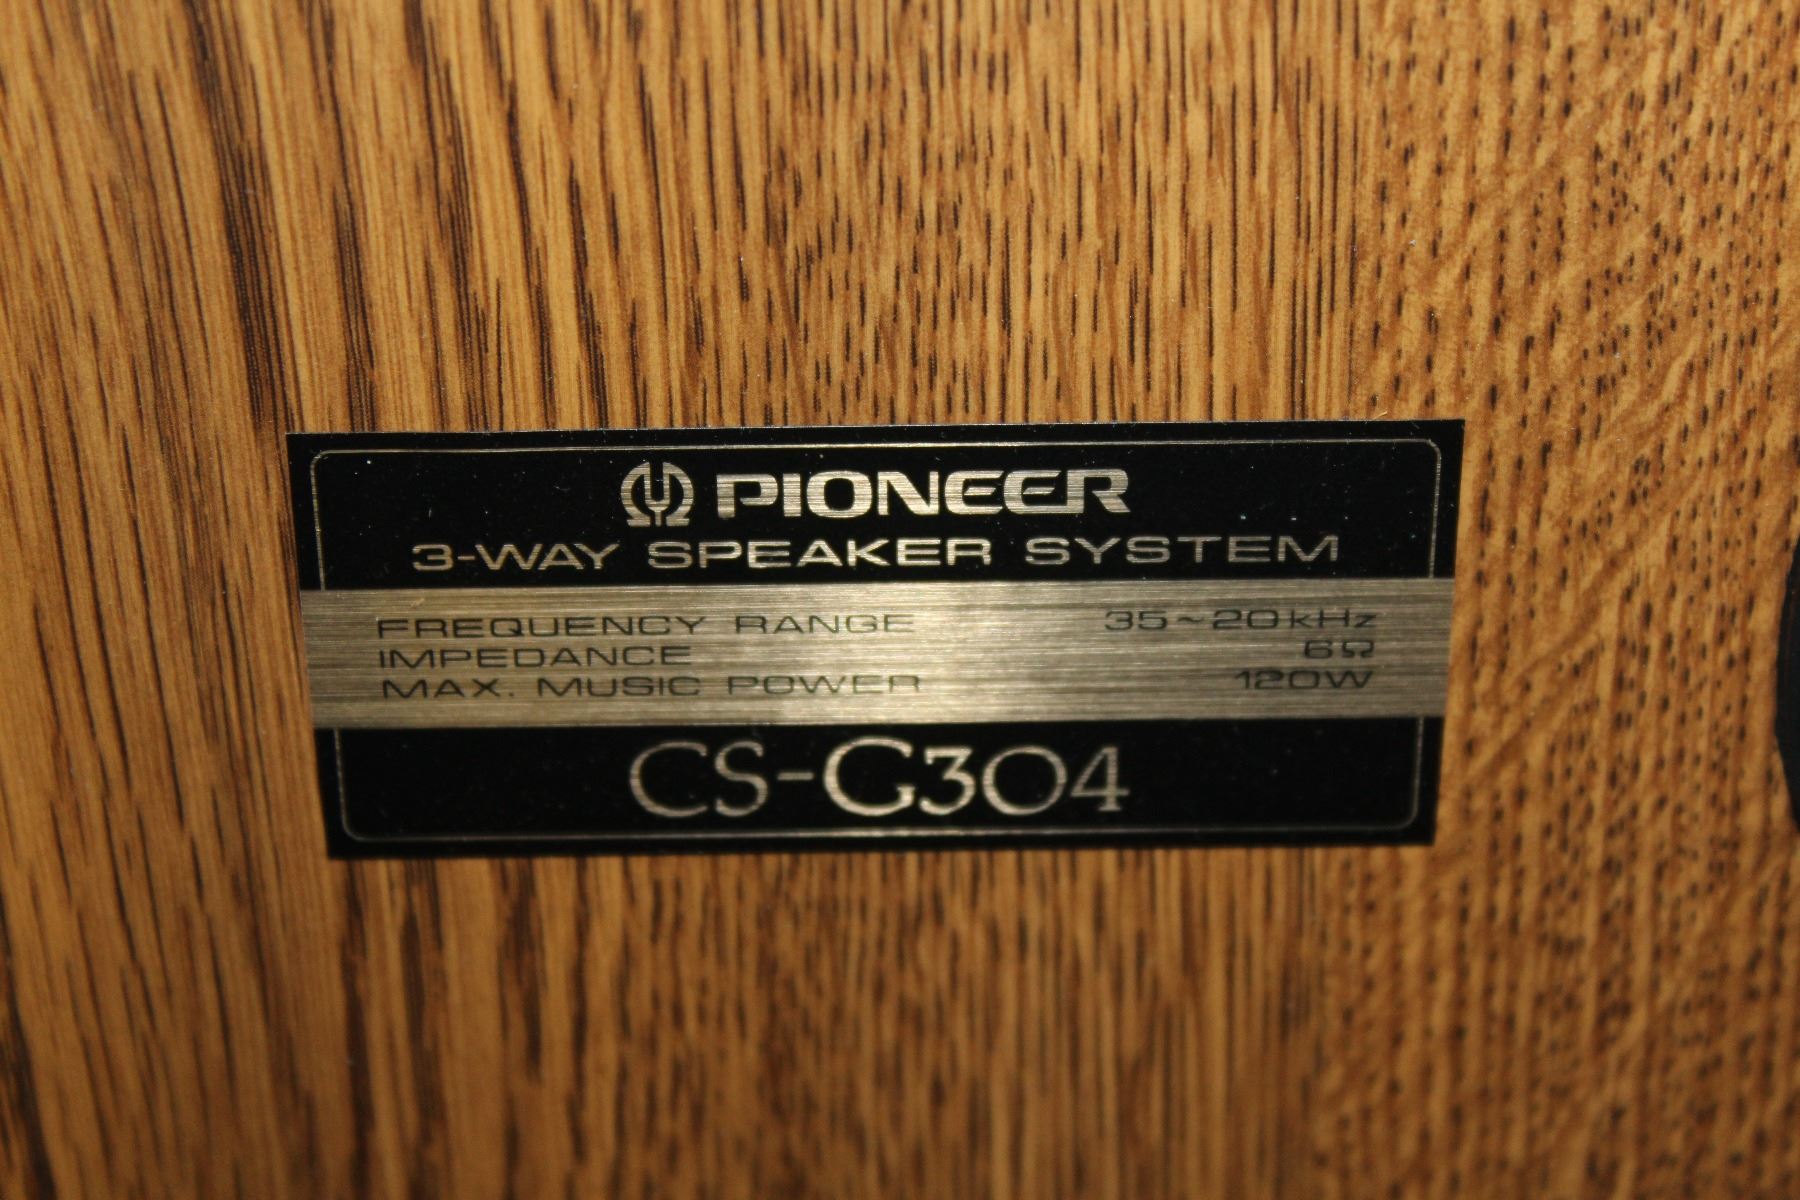 PIONEER
3-WAY SPEAKER SYSTEM
FREQUENCY RANGE 35~20kHz
IMPEDANCE 6Ω
MAX. MUSIC POWER 120W
CS-G304